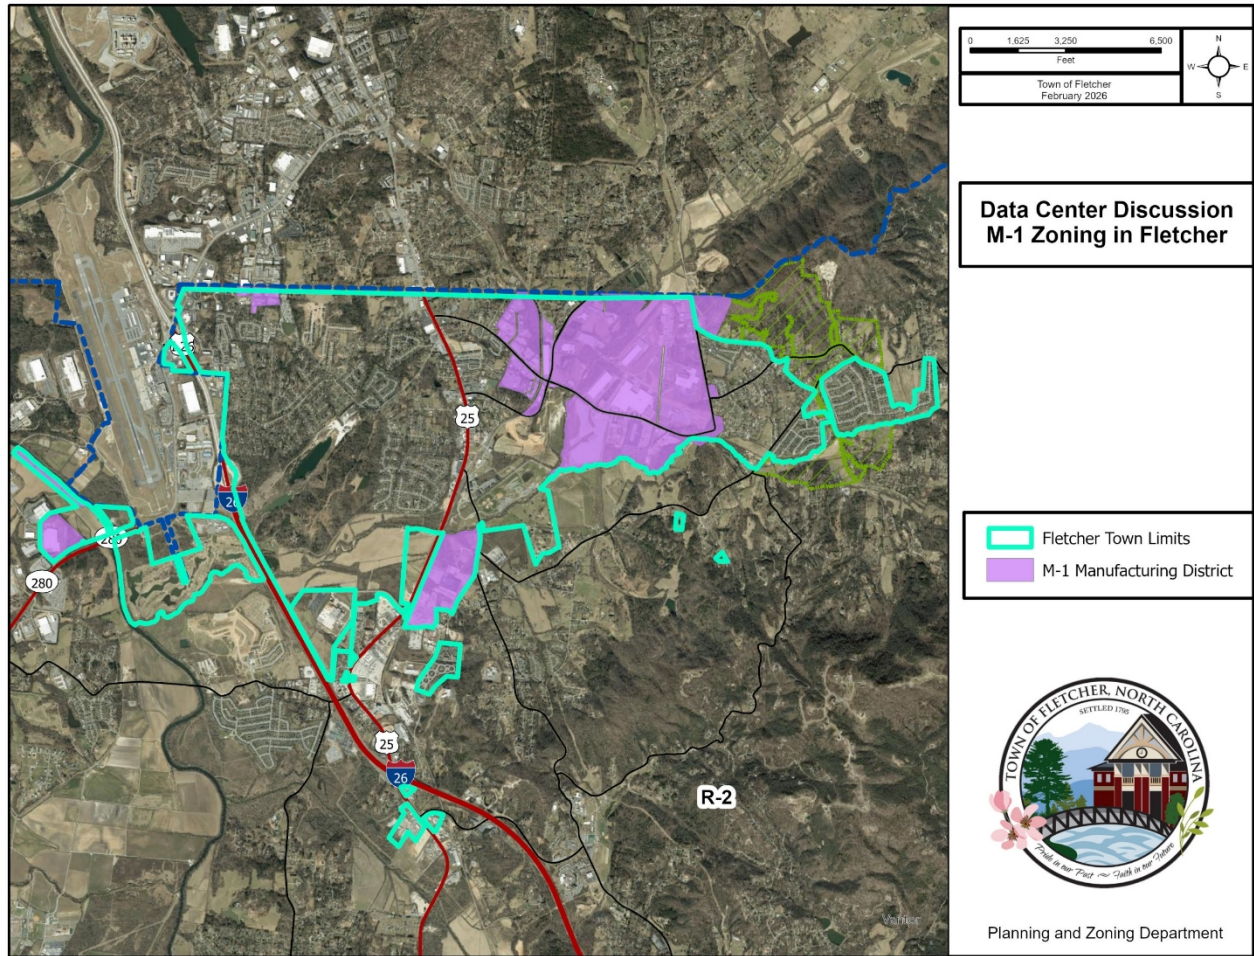 0 1,625 3,250 6,500
Feet
Town of Fletcher
February 2026
N
W E
S
Data Center Discussion
M-1 Zoning in Fletcher
Fletcher Town Limits
M-1 Manufacturing District
TOWN OF FLETCHER, NORTH CAROLINA
SETTLED 1795
Pride in our Past ~ Faith in our Future
Planning and Zoning Department
25
25
26
280
280
25
26
R-2
Vantor